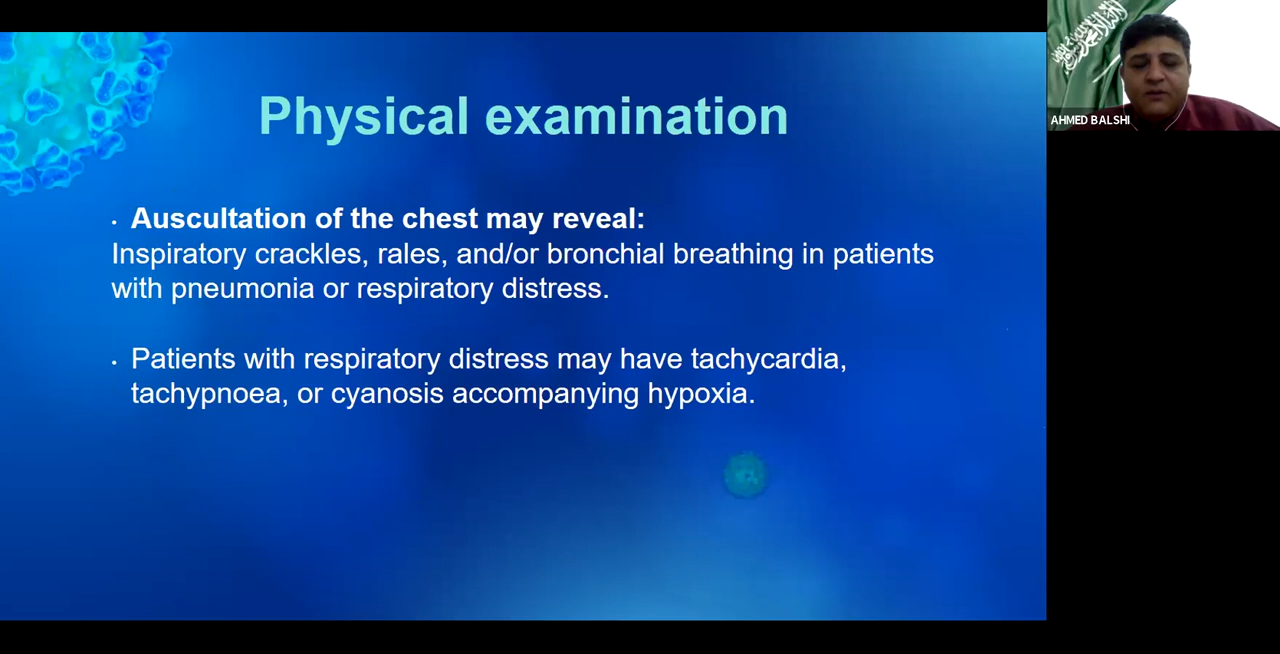 Physical examination
• Auscultation of the chest may reveal:
Inspiratory crackles, rales, and/or bronchial breathing in patients
with pneumonia or respiratory distress.
• Patients with respiratory distress may have tachycardia,
tachypnoea, or cyanosis accompanying hypoxia.
AHMED BALSHI